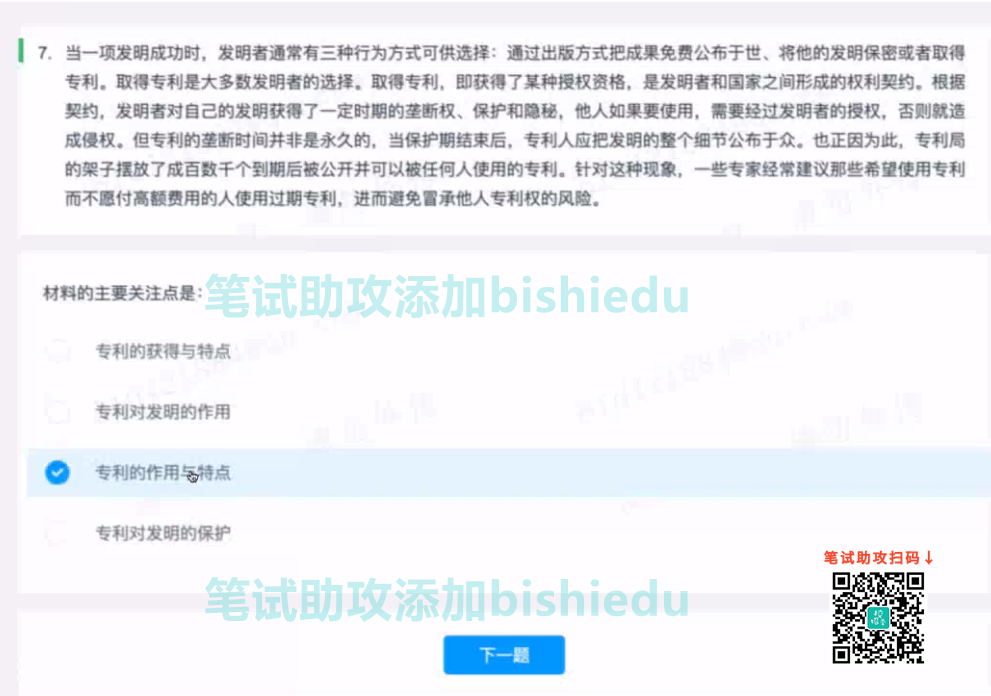 7. 当一项发明成功时，发明者通常有三种行为方式可供选择：通过出版方式把成果免费公布于世、将他的发明保密或者取得
专利。取得专利是大多数发明者的选择。取得专利，即获得了某种授权资格，是发明者和国家之间形成的权利契约。根据
契约，发明者对自己的发明获得了一定时期的垄断权、保护和隐秘，他人如果要使用，需要经过发明者的授权，否则就造
成侵权。但专利的垄断时间并非是永久的，当保护期结束后，专利人应把发明的整个细节公布于众。也正因为此，专利局
的架子摆放了成百数千个到期后被公开并可以被任何人使用的专利。针对这种现象，一些专家经常建议那些希望使用专利
而不愿付高额费用的人使用过期专利，进而避免冒承他人专利权的风险。
材料的主要关注点是：
笔试助攻添加bishiedu
专利的获得与特点
专利对发明的作用
专利的作用与特点
专利对发明的保护
笔试助攻扫码↓
笔试助攻添加bishiedu
下一题